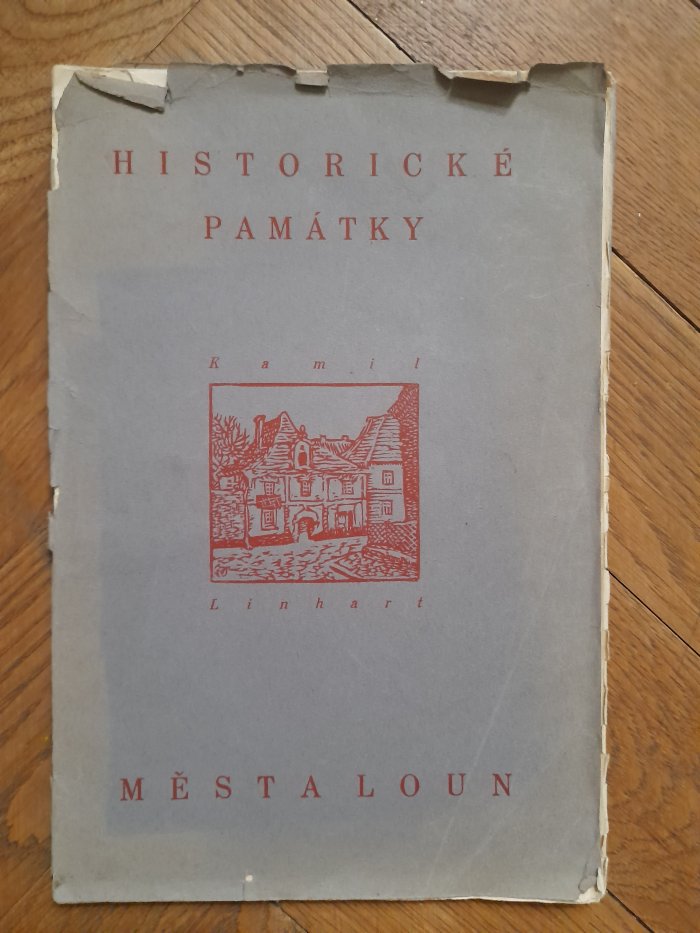 HISTORICKÉ
PAMÁTKY
Kamil
Linhart
MĚSTA LOUN